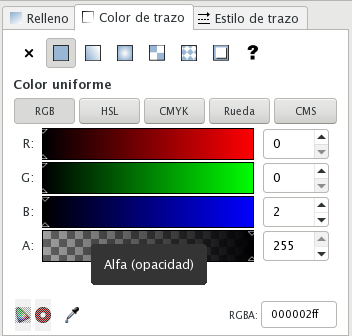 Relleno Color de trazo Estilo de trazo
× ?
Color uniforme
RGB HSL CMYK Rueda CMS
R: 0
G: 0
B: 2
A: 255
Alfa (opacidad)
RGBA: 000002ff